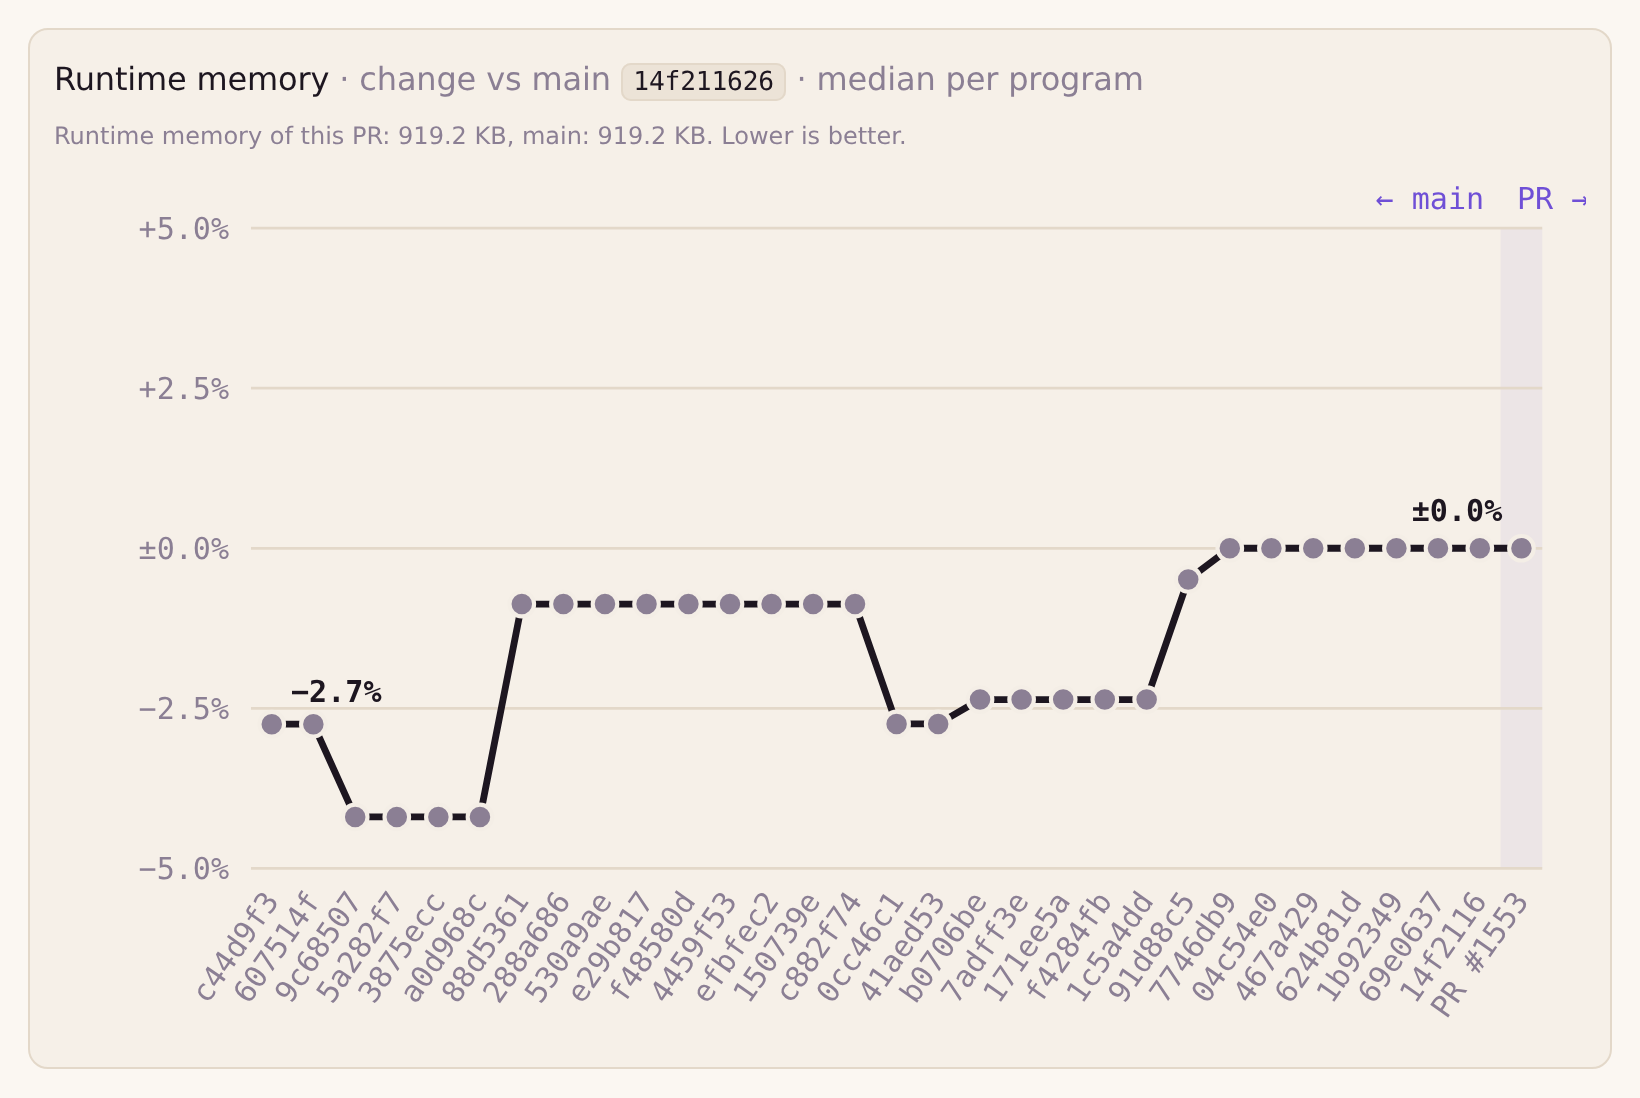 Runtime memory · change vs main 14f211626 · median per program
Runtime memory of this PR: 919.2 KB, main: 919.2 KB. Lower is better.
← main PR →
+5.0%
+2.5%
±0.0%
−2.5%
−5.0%
−2.7%
±0.0%
c44d9f3
607514f
9c68507
5a282f7
3875ecc
a0d968c
88d5361
288a686
530a9ae
e29b817
f48580d
4459f53
efbfec2
150739e
c882f74
0cc46c1
41aed53
b0706be
7adff3e
171ee5a
f4284fb
1c5a4dd
91d88c5
7746db9
04c54e0
467a429
624b81d
1b92349
69e0637
14f2116
PR #1553